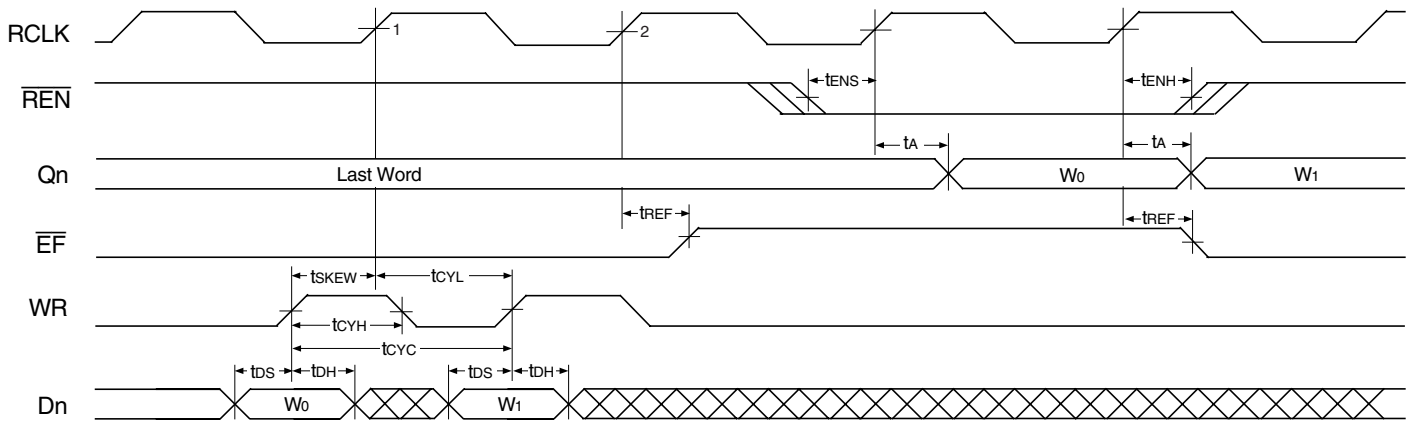 RCLK 1 2
tENS tENH
REN
tA tA
Qn Last Word W0 W1
tREF tREF
EF
tSKEW tCYL
WR
tCYH
tCYC
tDS tDH tDS tDH
Dn W0 W1